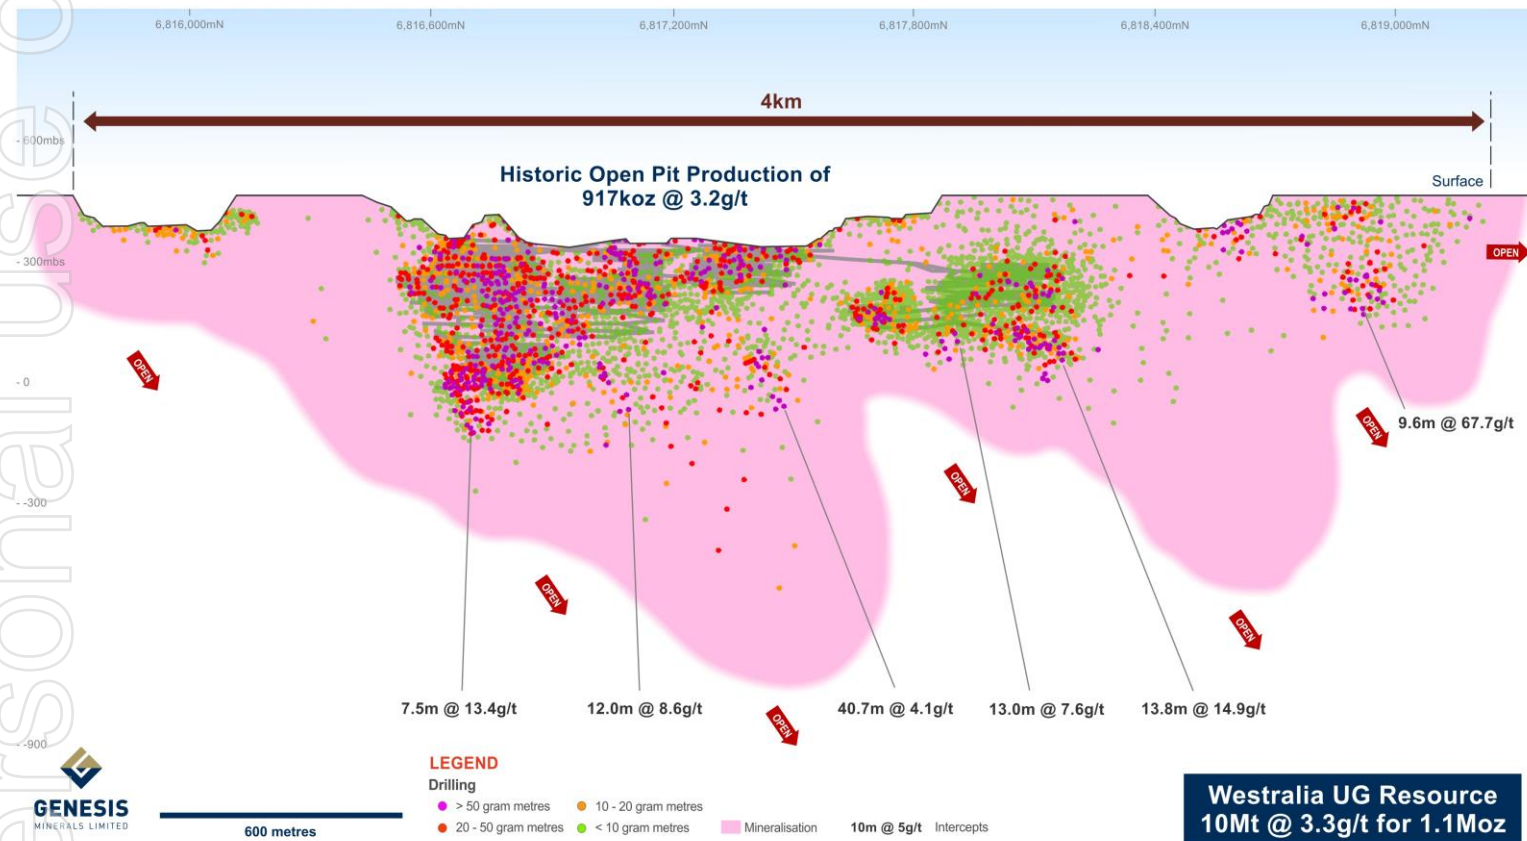 6,816,000mN
6,816,600mN
6,817,200mN
6,817,800mN
6,818,400mN
6,819,000mN
4km
- 600mbs
Historic Open Pit Production of
917koz @ 3.2g/t
Surface
- 300mbs
OPEN
OPEN
- 0
OPEN
9.6m @ 67.7g/t
OPEN
- -300
OPEN
OPEN
7.5m @ 13.4g/t
12.0m @ 8.6g/t
40.7m @ 4.1g/t
13.0m @ 7.6g/t
13.8m @ 14.9g/t
OPEN
- -900
LEGEND
Drilling
> 50 gram metres
10 - 20 gram metres
20 - 50 gram metres
< 10 gram metres
Mineralisation
10m @ 5g/t Intercepts
GENESIS
MINERALS LIMITED
600 metres
Westralia UG Resource
10Mt @ 3.3g/t for 1.1Moz
ersonal use o